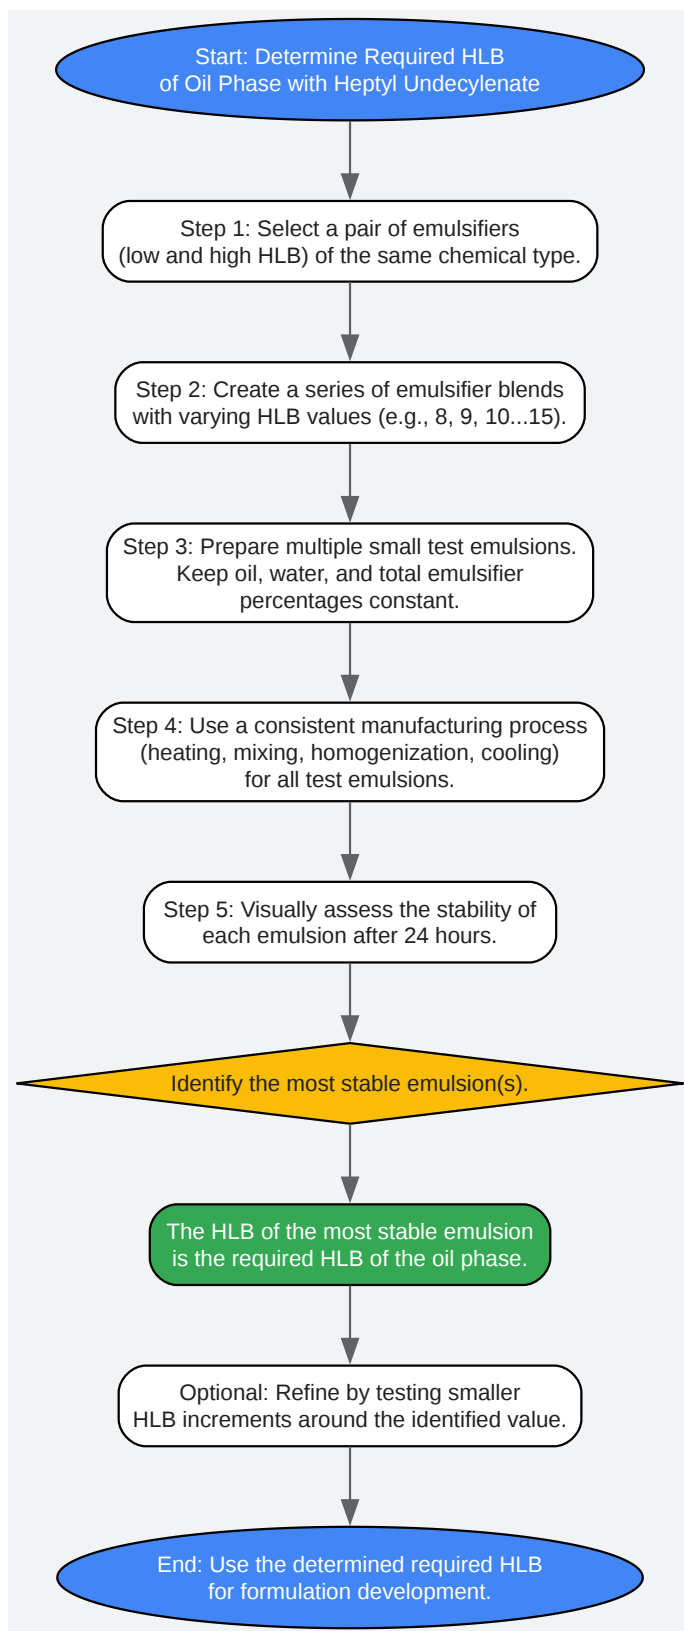 Start: Determine Required HLB
of Oil Phase with Heptyl Undecylenate
Step 1: Select a pair of emulsifiers
(low and high HLB) of the same chemical type.
Step 2: Create a series of emulsifier blends
with varying HLB values (e.g., 8, 9, 10...15).
Step 3: Prepare multiple small test emulsions.
Keep oil, water, and total emulsifier
percentages constant.
Step 4: Use a consistent manufacturing process
(heating, mixing, homogenization, cooling)
for all test emulsions.
Step 5: Visually assess the stability of
each emulsion after 24 hours.
Identify the most stable emulsion(s).
The HLB of the most stable emulsion
is the required HLB of the oil phase.
Optional: Refine by testing smaller
HLB increments around the identified value.
End: Use the determined required HLB
for formulation development.